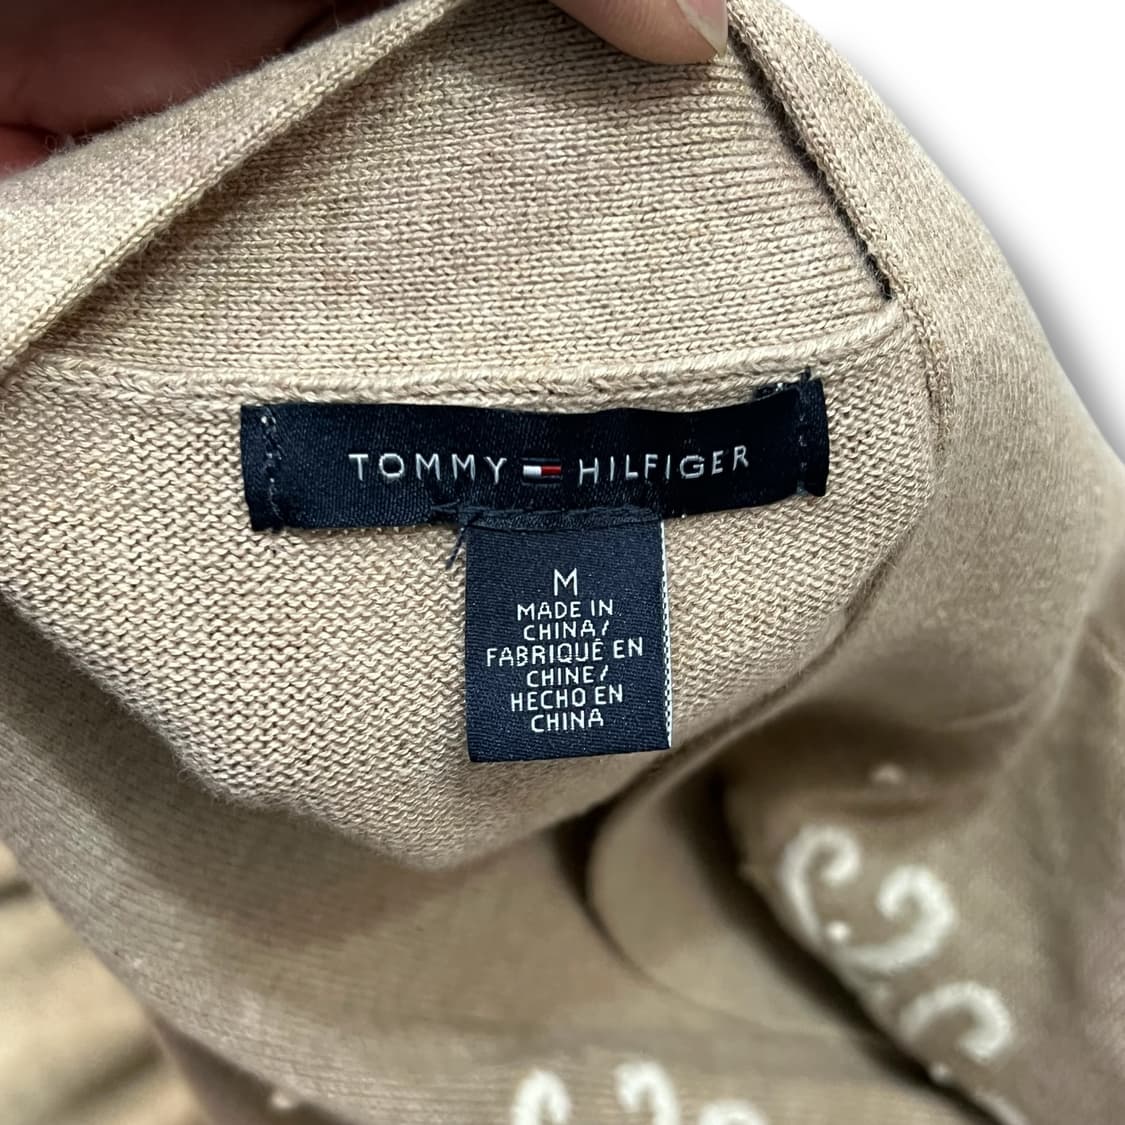 TOMMY HILFIGER
M
MADE IN
CHINA/
FABRIQUÉ EN
CHINE/
HECHO EN
CHINA